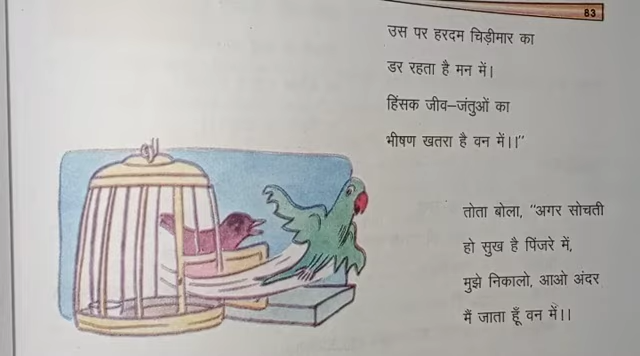 83
उस पर हरदम चिड़ीमार का
डर रहता है मन में।
हिंसक जीव–जंतुओं का
भीषण खतरा है वन में।।”
तोता बोला, “अगर सोचती
हो सुख है पिंजरे में,
मुझे निकालो, आओ अंदर
मैं जाता हूँ वन में।।